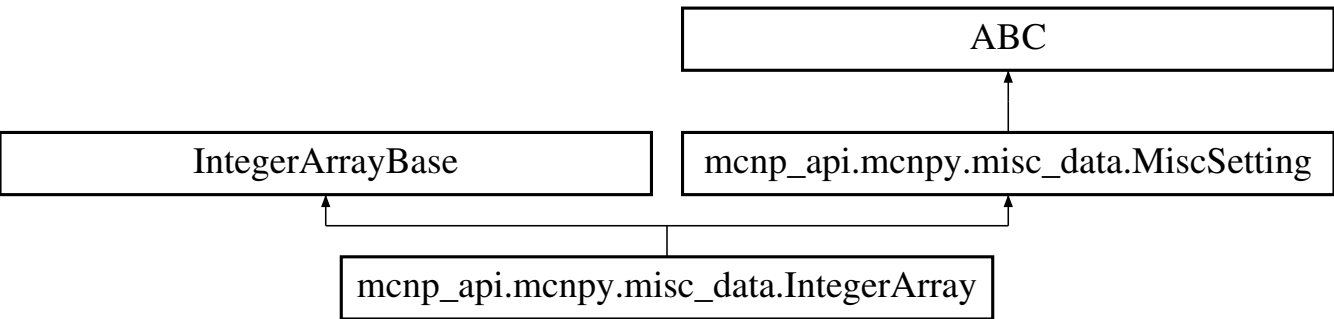 ABC
IntegerArrayBase
mcnp_api.mcnpy.misc_data.MiscSetting
mcnp_api.mcnpy.misc_data.IntegerArray